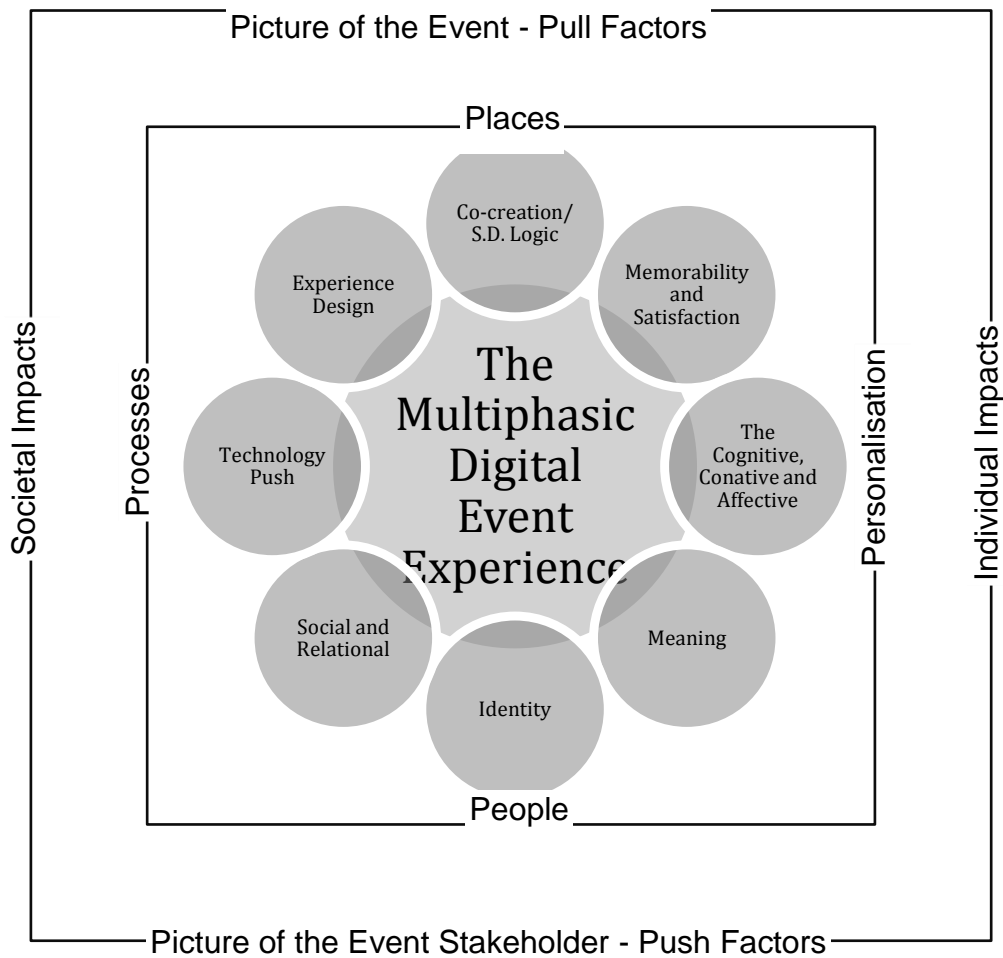 Picture of the Event - Pull Factors
Places
Co-creation/
S.D. Logic
Experience
Design
Memorability
and
Satisfaction
The
Multiphasic
Digital
Event
Experience
Technology
Push
The
Cognitive,
Conative and
Affective
Social and
Relational
Meaning
Identity
People
Processes
Personalisation
Societal Impacts
Individual Impacts
Picture of the Event Stakeholder - Push Factors